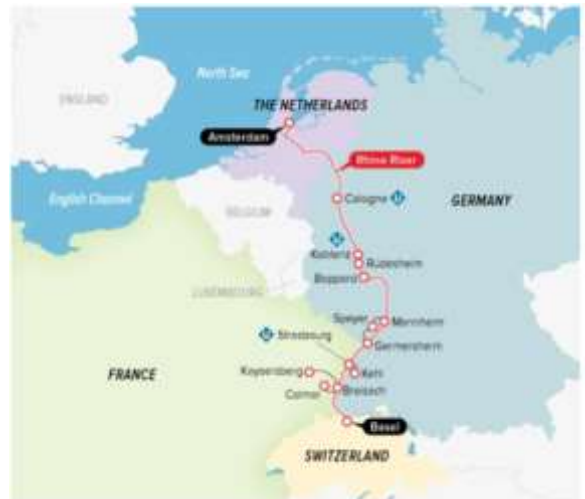 North Sea
ENGLAND
THE NETHERLANDS
Amsterdam
Rhine River
English Channel
Cologne
BELGIUM
GERMANY
Koblenz
Rüdesheim
LUXEMBOURG
Boppard
Speyer
Mannheim
Strasbourg
Germersheim
FRANCE
Kaysersberg
Kehl
Colmar
Breisach
Basel
SWITZERLAND